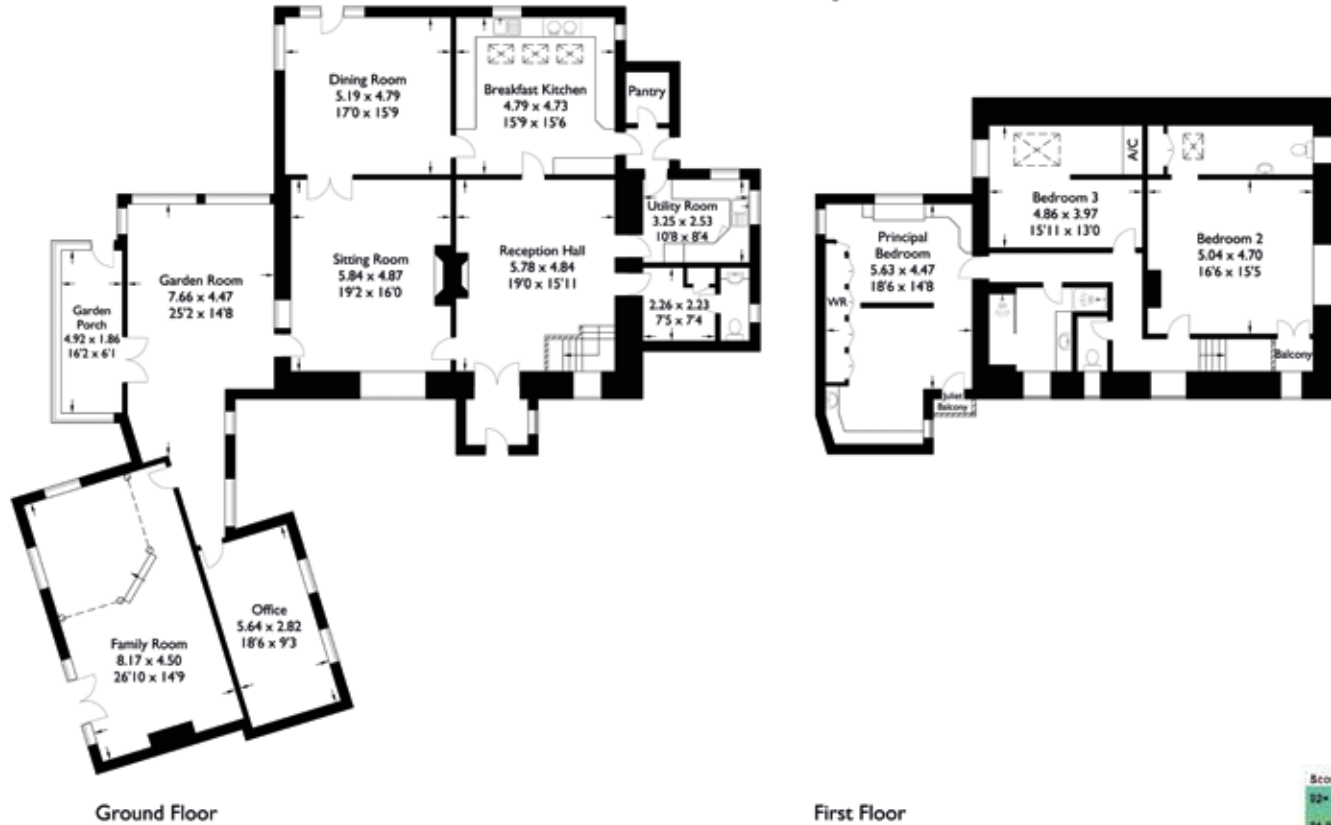 Dining Room
5.19 x 4.79
17'0 x 15'9
Breakfast Kitchen
4.79 x 4.73
15'9 x 15'6
Pantry
Utility Room
3.25 x 2.53
10'8 x 8'4
Garden Room
7.66 x 4.47
25'2 x 14'8
Sitting Room
5.84 x 4.87
19'2 x 16'0
Reception Hall
5.78 x 4.84
19'0 x 15'11
2.26 x 2.23
7'5 x 7'4
Garden
Porch
4.92 x 1.86
16'2 x 6'1
Office
5.64 x 2.82
18'6 x 9'3
Family Room
8.17 x 4.50
26'10 x 14'9
Ground Floor
A/C
Bedroom 3
4.86 x 3.97
15'11 x 13'0
Principal
Bedroom
5.63 x 4.47
18'6 x 14'8
Bedroom 2
5.04 x 4.70
16'6 x 15'5
WR
Balcony
Juliet
Balcony
First Floor